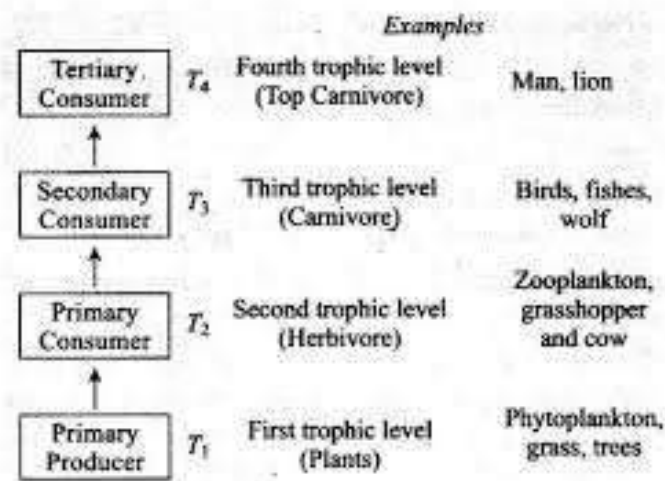 Examples
Tertiary, Consumer T4 Fourth trophic level (Top Carnivore) Man, lion
Secondary Consumer T3 Third trophic level (Carnivore) Birds, fishes, wolf
Primary Consumer T2 Second trophic level (Herbivore) Zooplankton, grasshopper and cow
Primary Producer T1 First trophic level (Plants) Phytoplankton, grass, trees